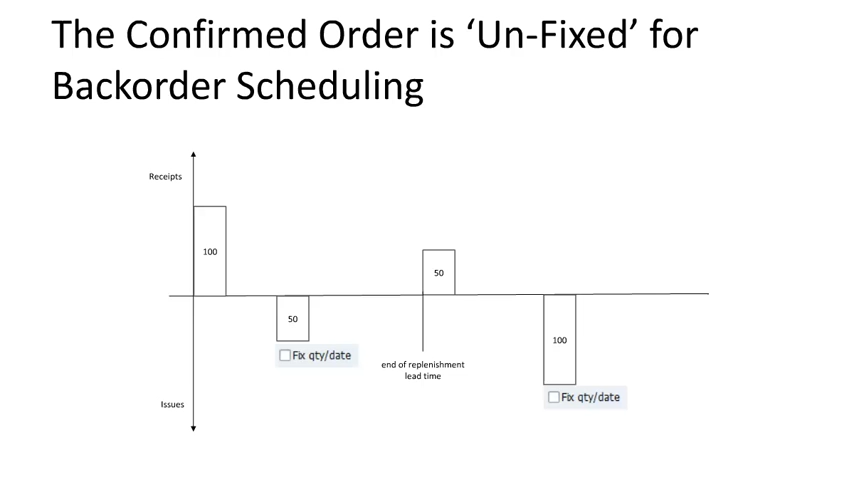 The Confirmed Order is ‘Un-Fixed’ for
Backorder Scheduling
Receipts
100
50
50
100
Fix qty/date
end of replenishment
lead time
Fix qty/date
Issues